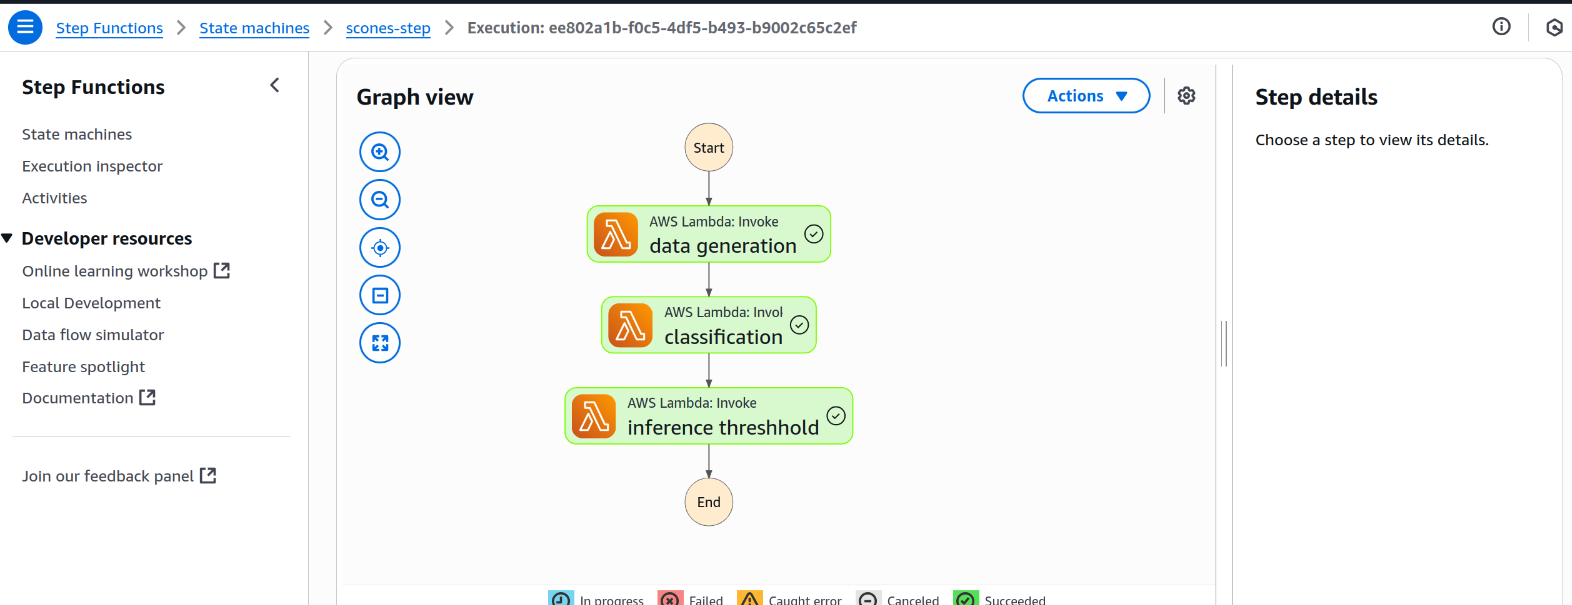 Step Functions State machines scones-step Execution: ee802a1b-f0c5-4df5-b493-b9002c65c2ef
Step Functions
State machines
Execution inspector
Activities
Developer resources
Online learning workshop
Local Development
Data flow simulator
Feature spotlight
Documentation
Join our feedback panel
Graph view
Actions
Start
AWS Lambda: Invoke
data generation
AWS Lambda: Invol
classification
AWS Lambda: Invoke
inference threshhold
End
In progress Failed Caught error Canceled Succeeded
Step details
Choose a step to view its details.